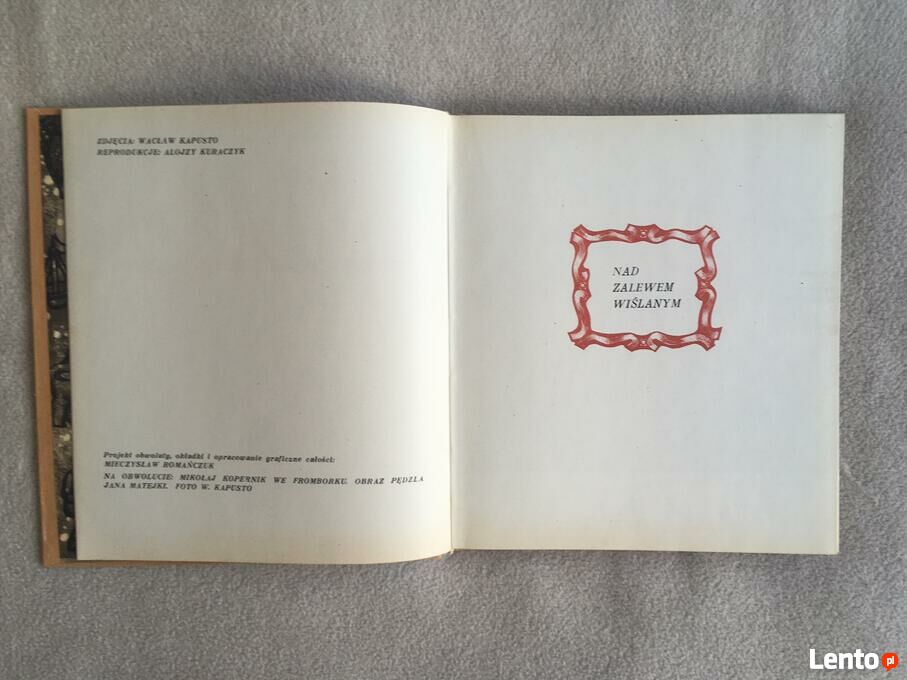 ZDJĘCIA: WACŁAW KAPUSTO
REPRODUKCJE: ALOJZY KURACZYK
Projekt obwoluty, okładki i opracowanie graficzne całości:
MIECZYSŁAW ROMAŃCZUK
NA OBWOLUCIE: MIKOŁAJ KOPERNIK WE FROMBORKU. OBRAZ PĘDZLA
JANA MATEJKI. FOTO W. KAPUSTO
NAD
ZALEWEM
WIŚLANYM
Lento pl